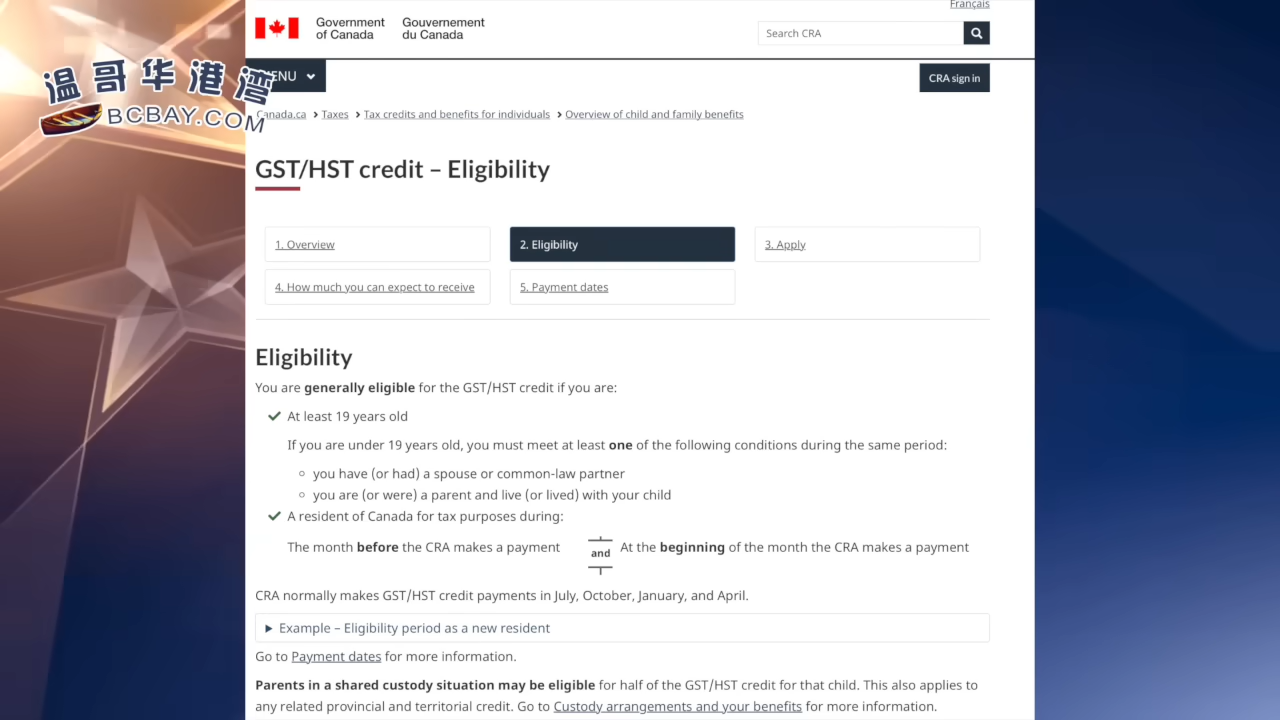 Français
Government
of Canada
Gouvernement
du Canada
Search CRA
温哥华港湾
BCBAY.COM
ENU
CRA sign in
Canada.ca > Taxes > Tax credits and benefits for individuals > Overview of child and family benefits
GST/HST credit – Eligibility
1. Overview
2. Eligibility
3. Apply
4. How much you can expect to receive
5. Payment dates
Eligibility
You are generally eligible for the GST/HST credit if you are:
At least 19 years old
If you are under 19 years old, you must meet at least one of the following conditions during the same period:
you have (or had) a spouse or common-law partner
you are (or were) a parent and live (or lived) with your child
A resident of Canada for tax purposes during:
The month before the CRA makes a payment
and
At the beginning of the month the CRA makes a payment
CRA normally makes GST/HST credit payments in July, October, January, and April.
Example – Eligibility period as a new resident
Go to Payment dates for more information.
Parents in a shared custody situation may be eligible for half of the GST/HST credit for that child. This also applies to
any related provincial and territorial credit. Go to Custody arrangements and your benefits for more information.